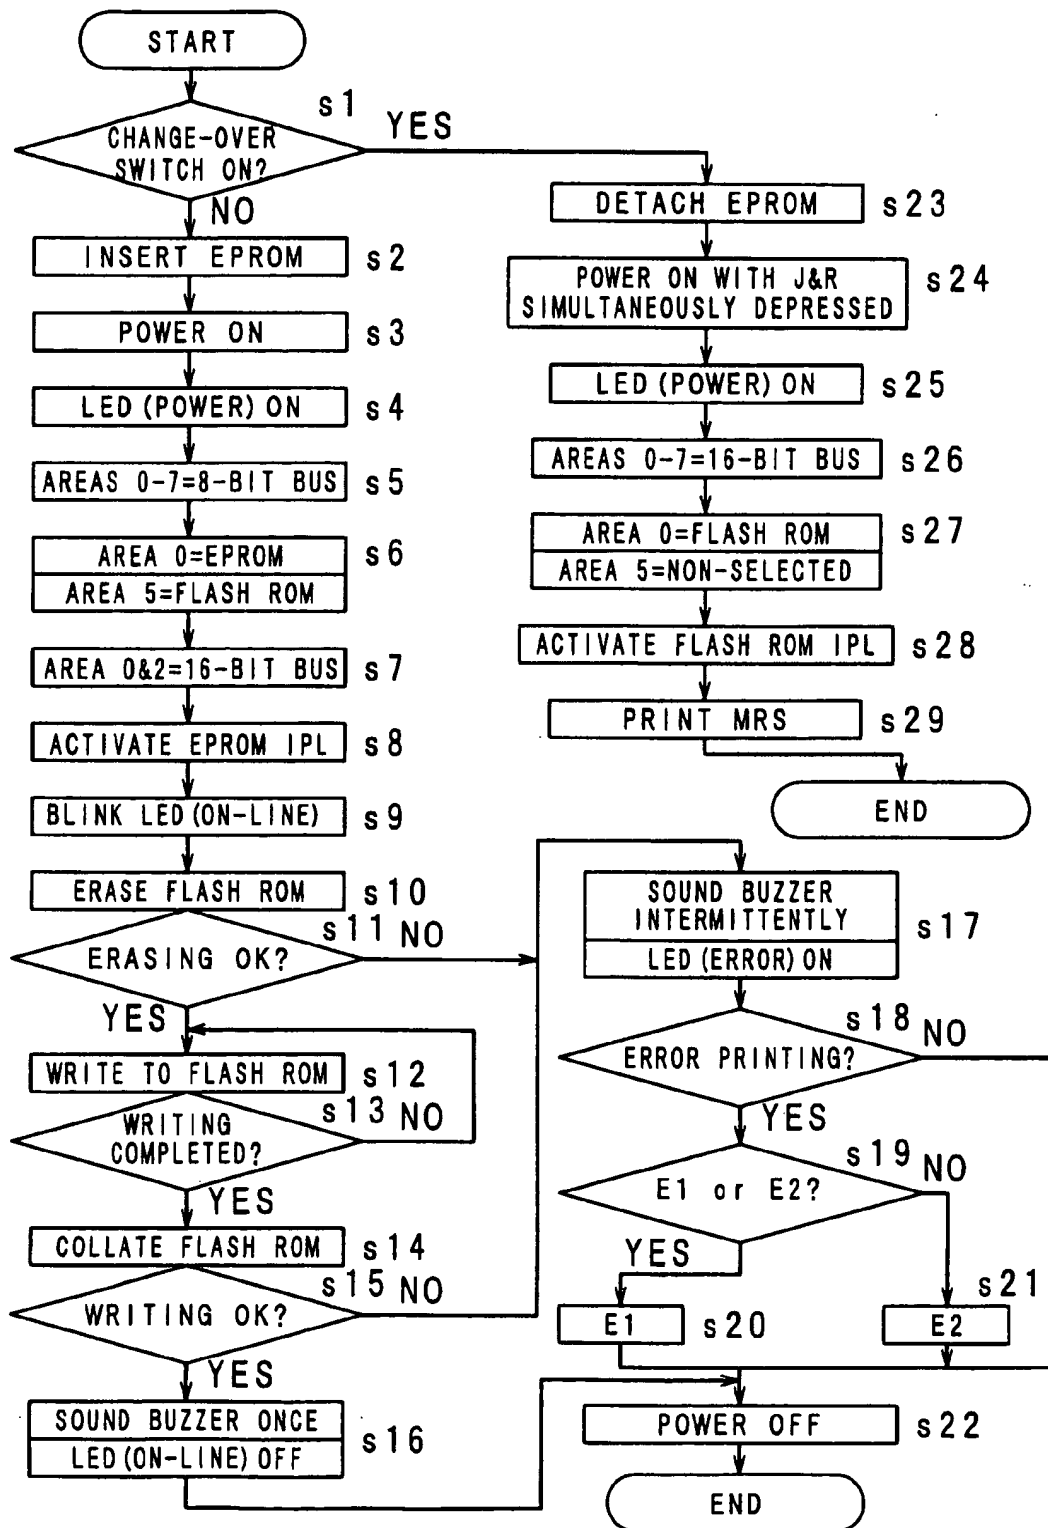 START
s1
YES
CHANGE-OVER
SWITCH ON?
NO
INSERT EPROM
s2
POWER ON
s3
LED (POWER) ON
s4
AREAS 0-7=8-BIT BUS
s5
AREA 0=EPROM
AREA 5=FLASH ROM
s6
AREA 0&2=16-BIT BUS
s7
ACTIVATE EPROM IPL
s8
BLINK LED (ON-LINE)
s9
ERASE FLASH ROM
s10
s11 NO
ERASING OK?
YES
WRITE TO FLASH ROM
s12
s13 NO
WRITING
COMPLETED?
YES
COLLATE FLASH ROM
s14
s15 NO
WRITING OK?
YES
SOUND BUZZER ONCE
LED (ON-LINE) OFF
s16
DETACH EPROM
s23
POWER ON WITH J&R
SIMULTANEOUSLY DEPRESSED
s24
LED (POWER) ON
s25
AREAS 0-7=16-BIT BUS
s26
AREA 0=FLASH ROM
AREA 5=NON-SELECTED
s27
ACTIVATE FLASH ROM IPL
s28
PRINT MRS
s29
END
SOUND BUZZER
INTERMITTENTLY
LED (ERROR) ON
s17
s18 NO
ERROR PRINTING?
YES
s19 NO
E1 or E2?
YES
E1
s20
s21
E2
POWER OFF
s22
END